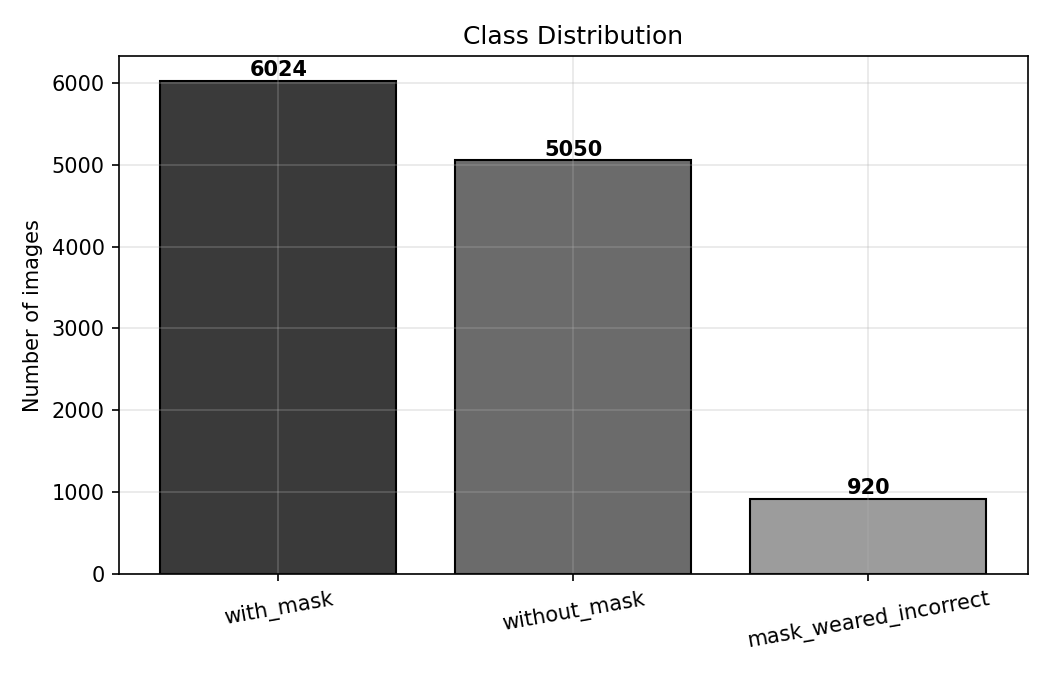 Class Distribution
Number of images
6000
5000
4000
3000
2000
1000
0
6024
5050
920
with_mask
without_mask
mask_weared_incorrect